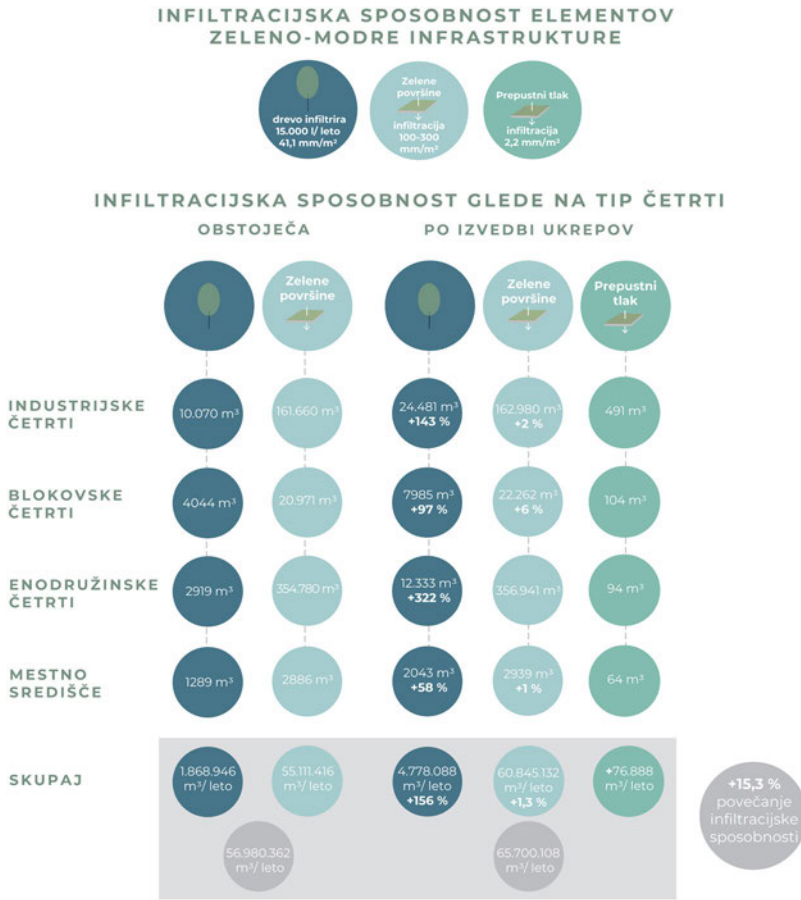 INFILTRACIJSKA SPOSOBNOST ELEMENTOV
ZELENO-MODRE INFRASTRUKTURE
drevo infiltrira
15.000 l/ leto
41,1 mm/m²
Zelene
površine
infiltracija
100-300
mm/m²
Prepustni tlak
infiltracija
2,2 mm/m²
INFILTRACIJSKA SPOSOBNOST GLEDE NA TIP ČETRTI
OBSTOJEČA
PO IZVEDBI UKREPOV
Zelene
površine
Zelene
površine
Prepustni
tlak
INDUSTRIJSKE
ČETRTI
10.070 m³
161.660 m³
24.481 m³
+143 %
162.980 m³
+2 %
491 m³
BLOKOVSKE
ČETRTI
4044 m³
20.971 m³
7985 m³
+97 %
22.262 m³
+6 %
104 m³
ENODRUŽINSKE
ČETRTI
2919 m³
354.780 m³
12.333 m³
+322 %
356.941 m³
94 m³
MESTNO
SREDIŠČE
1289 m³
2886 m³
2043 m³
+58 %
2939 m³
+1 %
64 m³
SKUPAJ
1.868.946
m³/ leto
55.111.416
m³/ leto
4.778.088
m³/ leto
+156 %
60.845.132
m³/ leto
+1,3 %
+76.888
m³/ leto
56.980.362
m³/ leto
65.700.108
m³/ leto
+15,3 %
povečanje
infiltracijske
sposobnosti